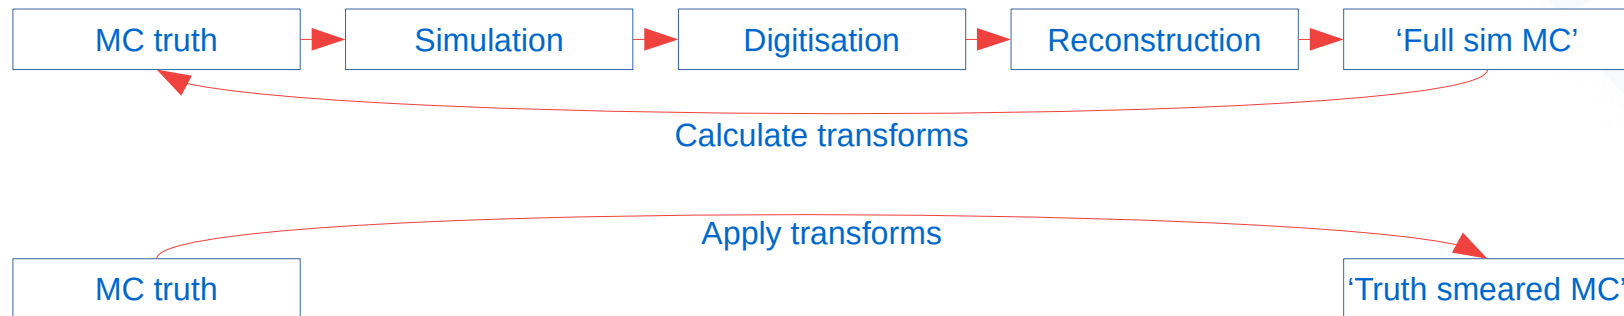 MC truth
Simulation
Digitisation
Reconstruction
‘Full sim MC’
Calculate transforms
Apply transforms
MC truth
‘Truth smeared MC’